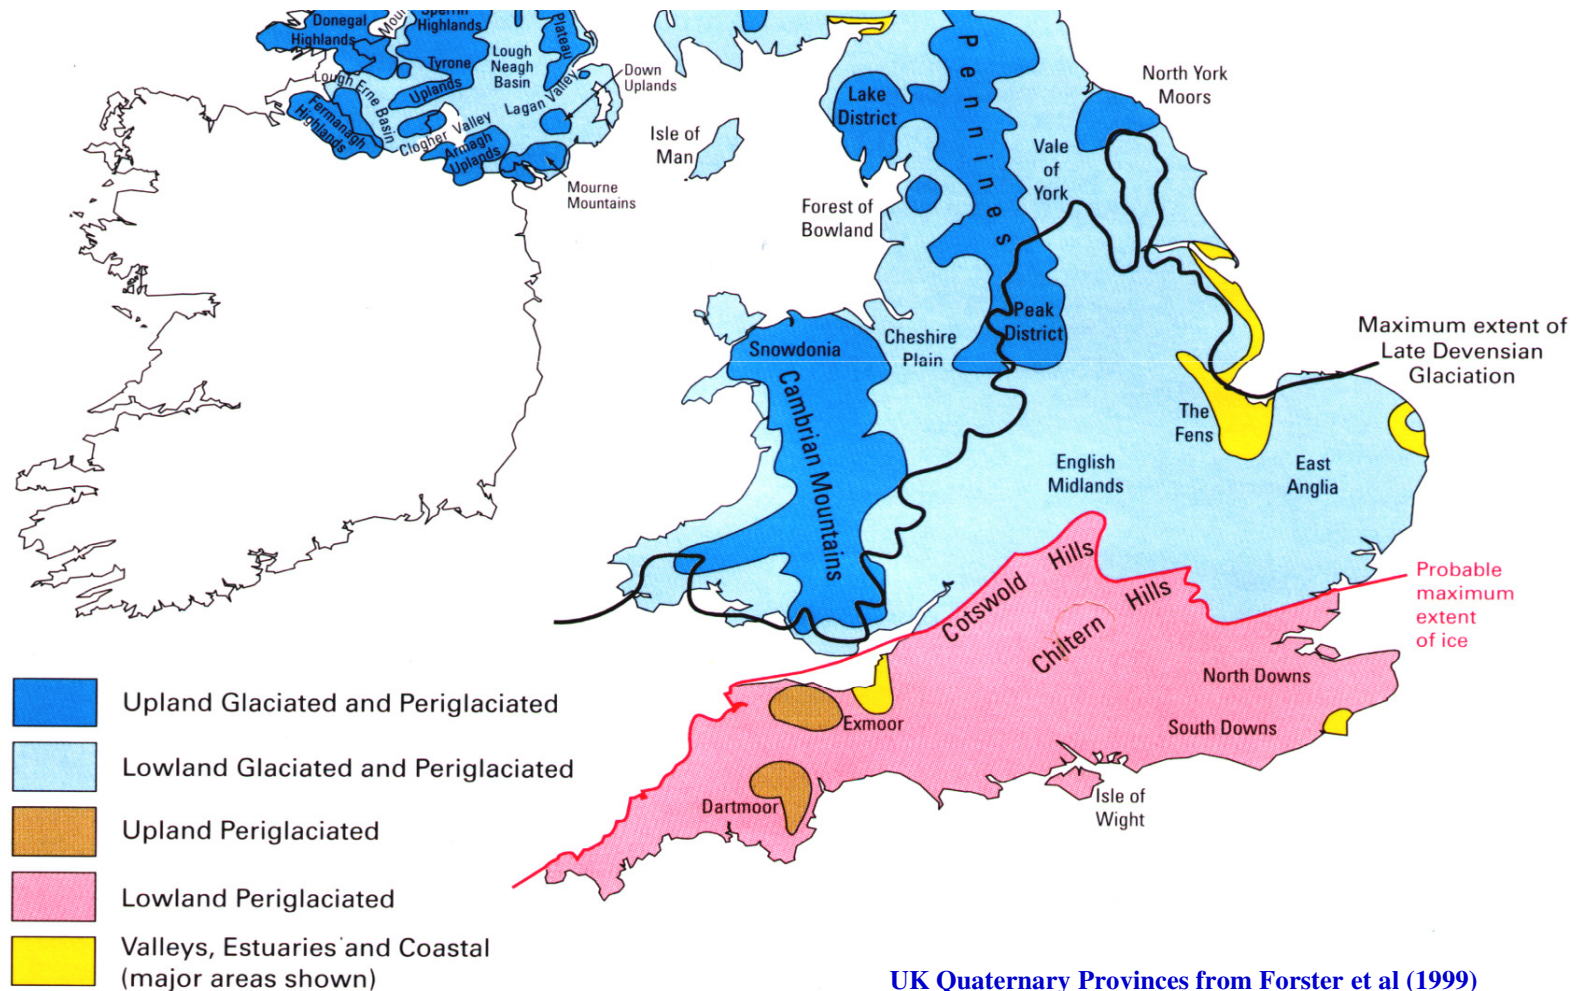 Donegal
Highlands
Sperrin
Highlands
Plateau
Tyrone
Uplands
Lough
Neagh
Basin
Down
Uplands
Lough Erne Basin
Lagan Valley
Fermanagh
Highlands
Clogher Valley
Armagh
Uplands
Mourne
Mountains
Isle of
Man
Lake
District
Pennines
North York
Moors
Vale
of
York
Forest of
Bowland
Peak
District
Snowdonia
Cheshire
Plain
Cambrian Mountains
Maximum extent of
Late Devensian
Glaciation
The
Fens
English
Midlands
East
Anglia
Probable
maximum
extent
of ice
Cotswold Hills
Chiltern Hills
North Downs
South Downs
Exmoor
Dartmoor
Isle of
Wight
Upland Glaciated and Periglaciated
Lowland Glaciated and Periglaciated
Upland Periglaciated
Lowland Periglaciated
Valleys, Estuaries and Coastal
(major areas shown)
UK Quaternary Provinces from Forster et al (1999)